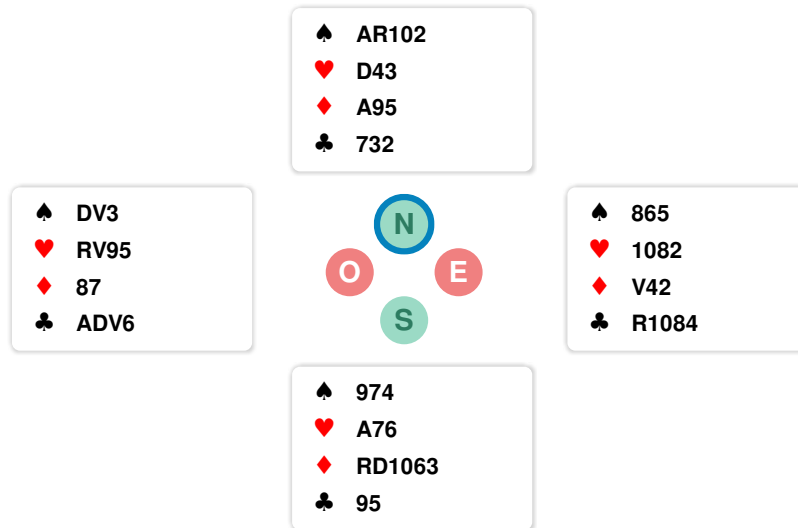 ♠ AR102
♥ D43
♦ A95
♣ 732
♠ DV3
♥ RV95
♦ 87
♣ ADV6
N
O E
S
♠ 865
♥ 1082
♦ V42
♣ R1084
♠ 974
♥ A76
♦ RD1063
♣ 95